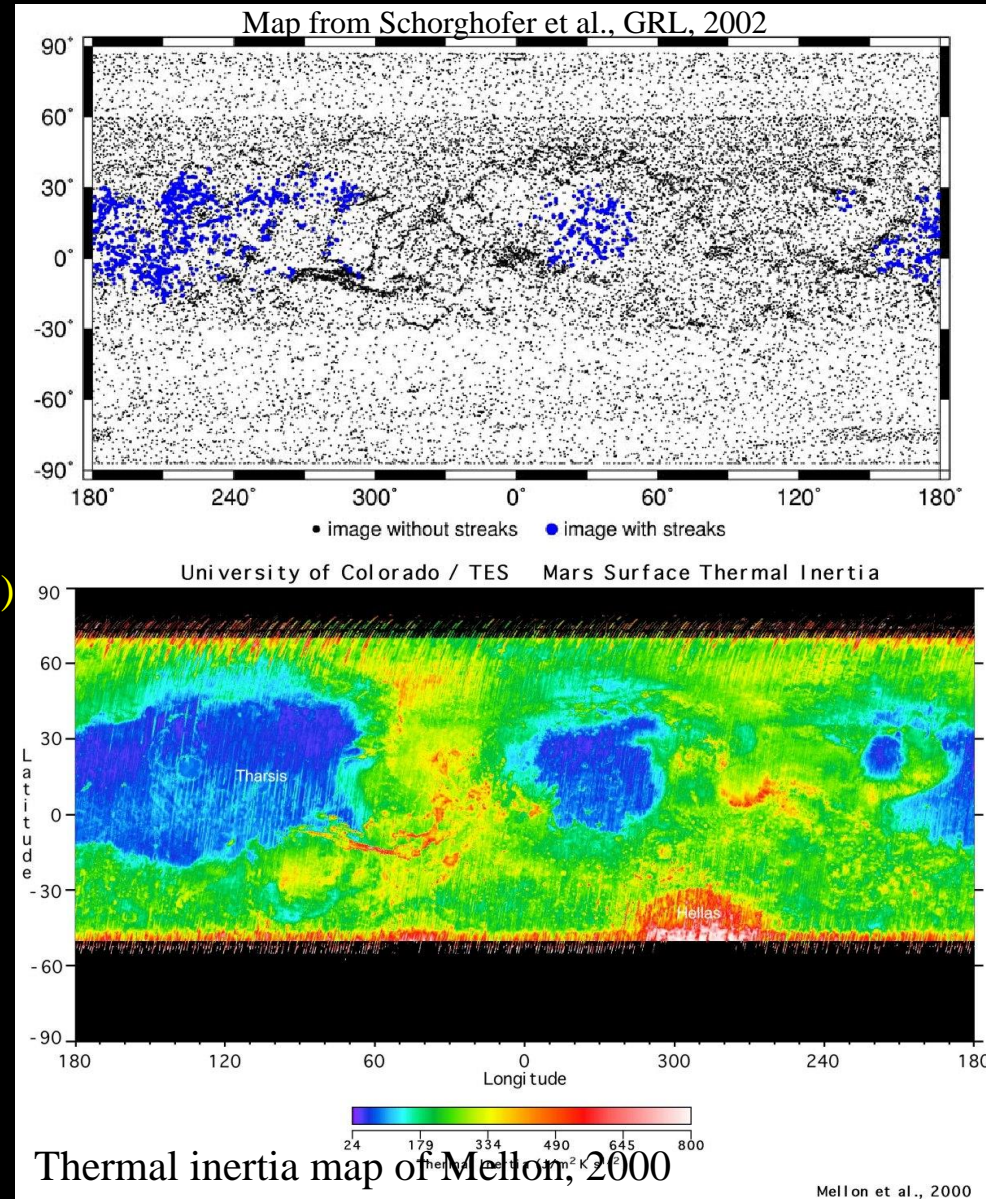 Map from Schorghofer et al., GRL, 2002
90°
60°
30°
0°
-30°
-60°
-90°
180° 240° 300° 0° 60° 120° 180°
• image without streaks ● image with streaks
)
University of Colorado / TES Mars Surface Thermal Inertia
90
60
30
0
-30
-60
-90
Latitude
Tharsis
Hellas
180 120 60 0 300 240 180
Longitude
24 179 334 490 645 800
Thermal inertia map of Mellon, 2000
Mellon et al., 2000